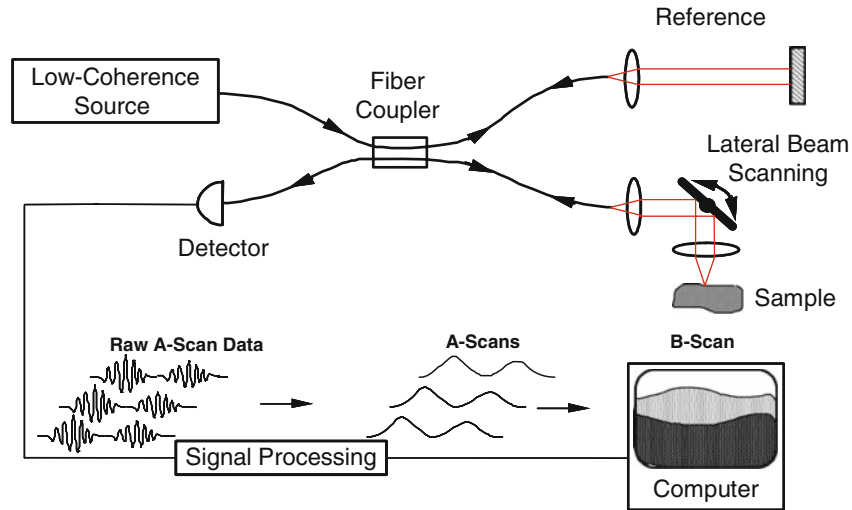 Reference
Low-Coherence
Source
Fiber
Coupler
Lateral Beam
Scanning
Detector
Sample
Raw A-Scan Data
A-Scans
B-Scan
Signal Processing
Computer